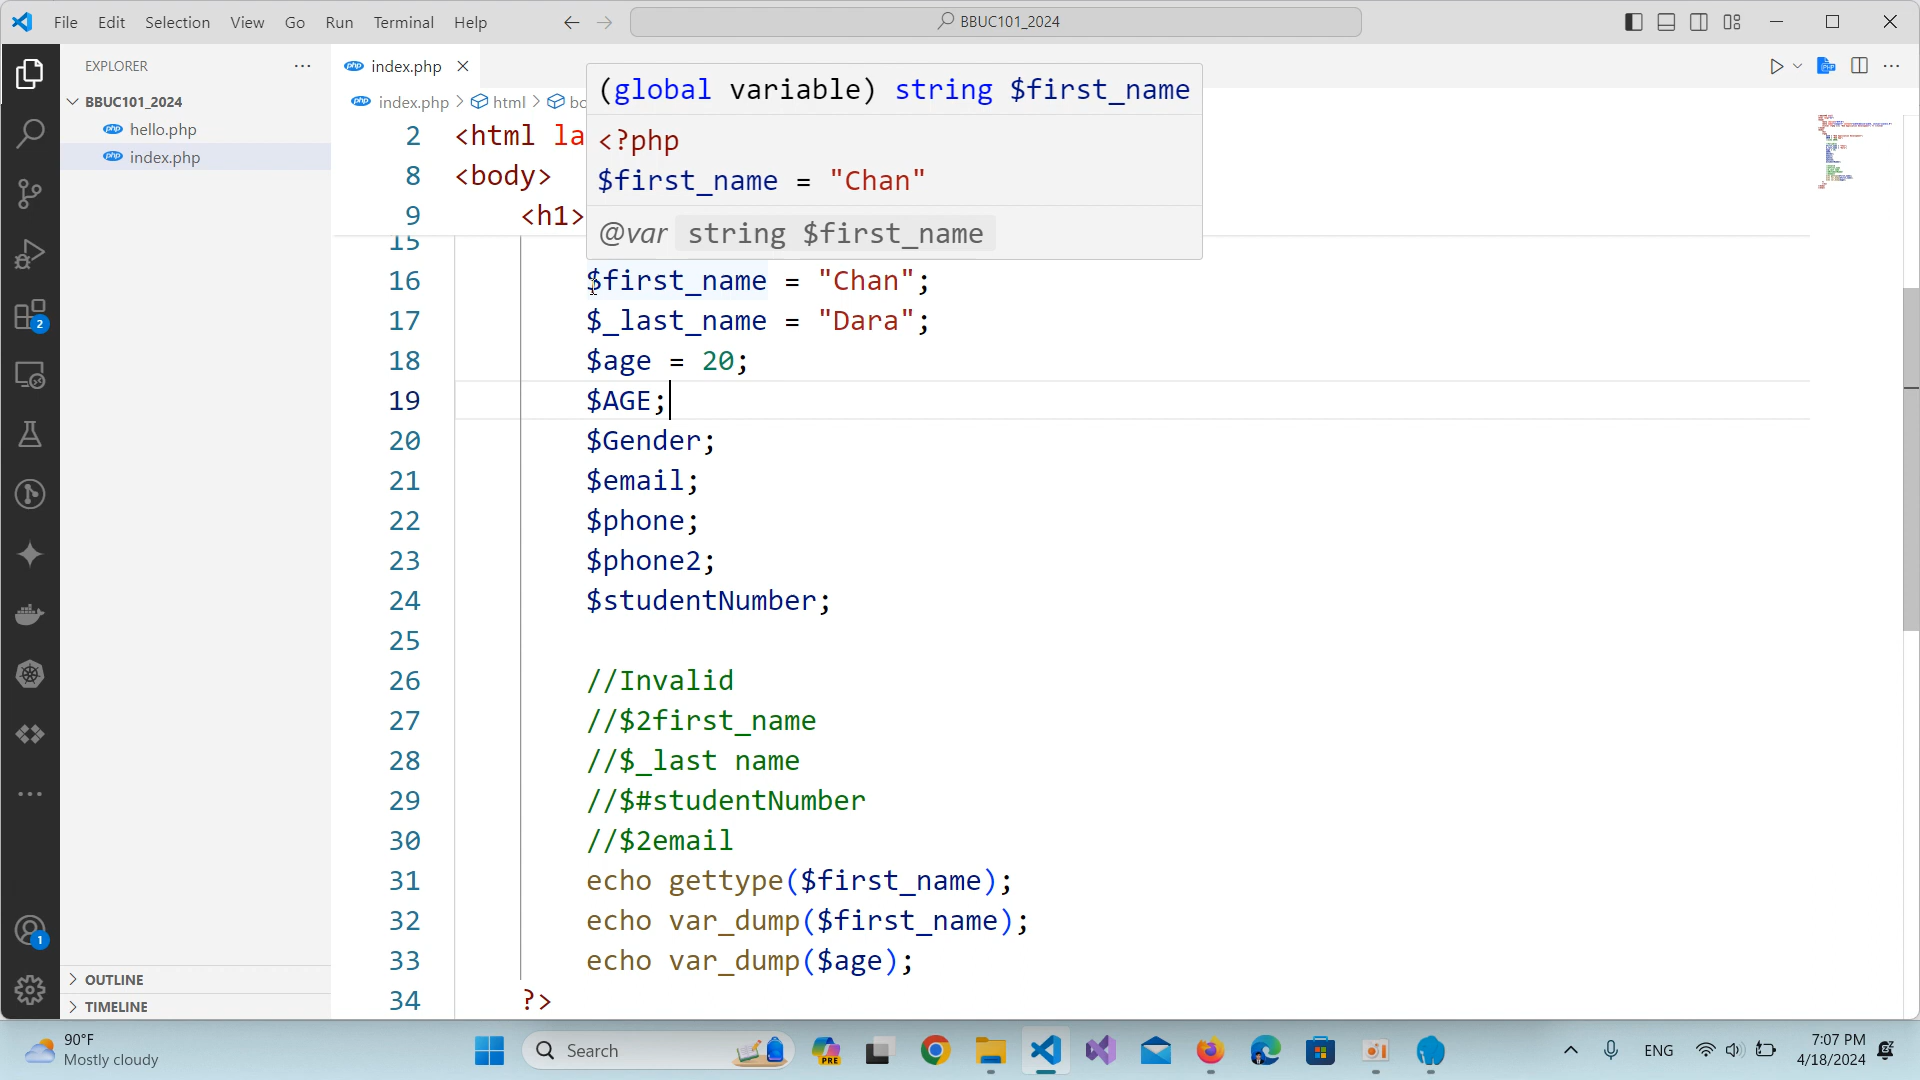 File Edit Selection View Go Run Terminal Help
BBUC101_2024
EXPLORER
index.php
BBUC101_2024
hello.php
index.php
index.php > html > bo
(global variable) string $first_name
<?php
$first_name = "Chan"
@var string $first_name
2 <html la
8 <body>
9 <h1>
15
16 $first_name = "Chan";
17 $_last_name = "Dara";
18 $age = 20;
19 $AGE;
20 $Gender;
21 $email;
22 $phone;
23 $phone2;
24 $studentNumber;
25
26 //Invalid
27 //$2first_name
28 //$_last name
29 //$#studentNumber
30 //$2email
31 echo gettype($first_name);
32 echo var_dump($first_name);
33 echo var_dump($age);
34 ?>
2
1
OUTLINE
TIMELINE
90°F
Mostly cloudy
Search
PRE
ENG
7:07 PM
4/18/2024